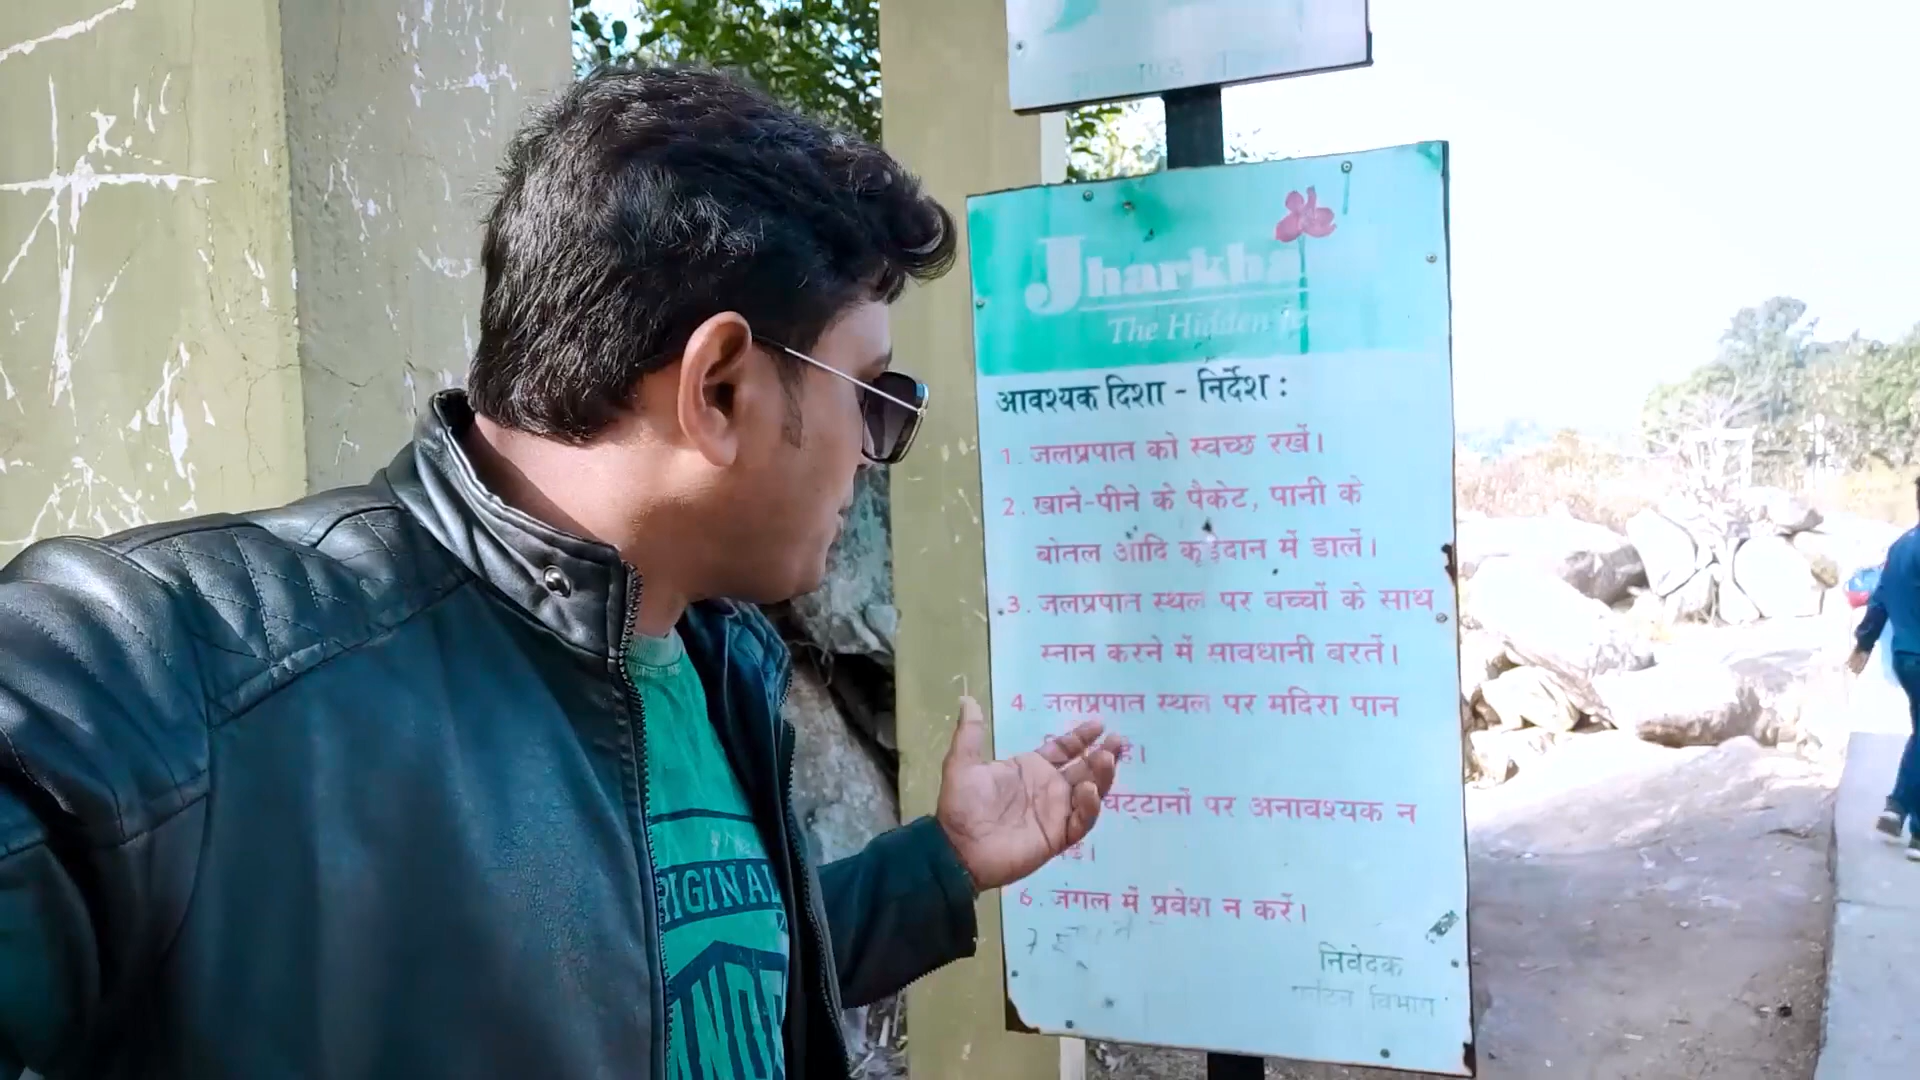 Jharkha
The Hidden
आवश्यक दिशा - निर्देश :
1. जलप्रपात को स्वच्छ रखें।
2. खाने-पीने के पैकेट, पानी के
बोतल आदि कूड़ेदान में डालें।
3. जलप्रपात स्थल पर बच्चों के साथ
स्नान करने में सावधानी बरतें।
4. जलप्रपात स्थल पर मदिरा पान
है।
चट्टानों पर अनावश्यक न
6. जंगल में प्रवेश न करें।
निवेदक
विभाग
IGINAL